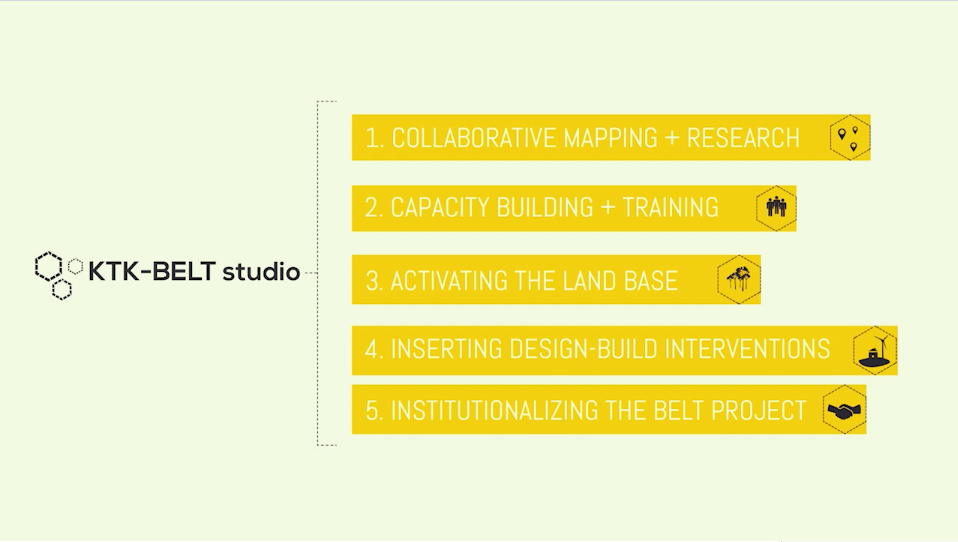 KTK-BELT studio
1. COLLABORATIVE MAPPING + RESEARCH
2. CAPACITY BUILDING + TRAINING
3. ACTIVATING THE LAND BASE
4. INSERTING DESIGN-BUILD INTERVENTIONS
5. INSTITUTIONALIZING THE BELT PROJECT